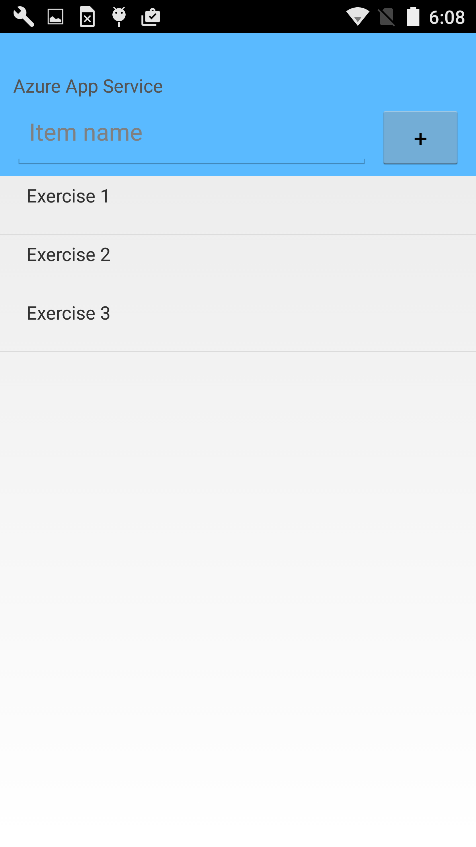 6:08
Azure App Service
Item name
+
Exercise 1
Exercise 2
Exercise 3